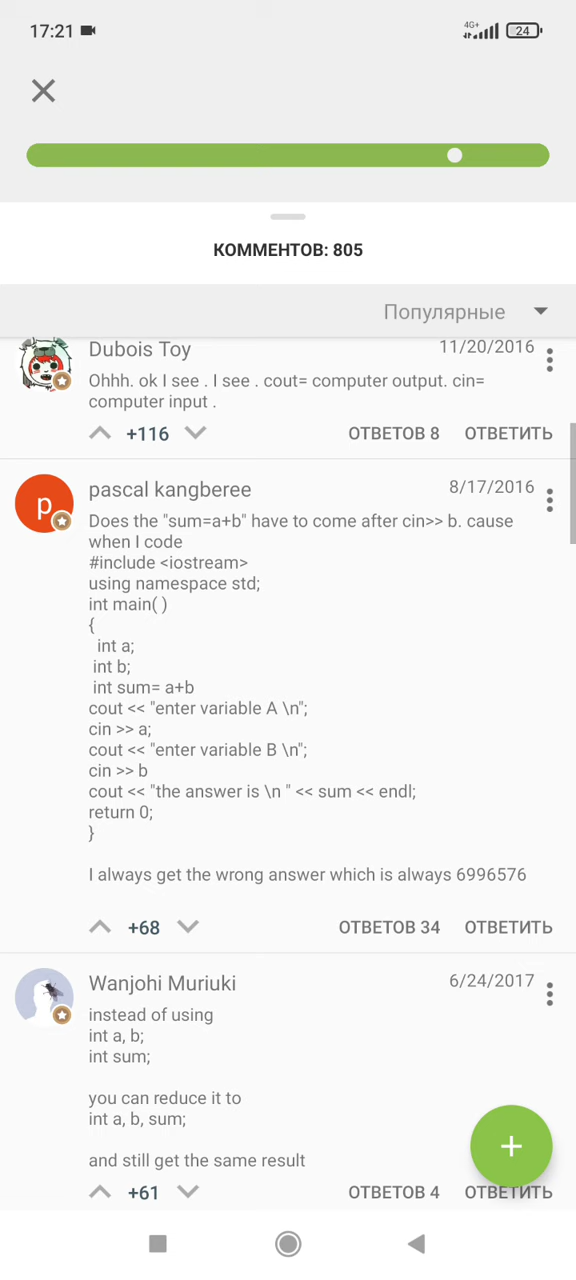 17:21
4G+
24
КОММЕНТОВ: 805
Популярные
Dubois Toy
11/20/2016
Ohhh. ok I see . I see . cout= computer output. cin=
computer input .
+116
ОТВЕТОВ 8
ОТВЕТИТЬ
p
pascal kangberee
8/17/2016
Does the "sum=a+b" have to come after cin>> b. cause
when I code
#include <iostream>
using namespace std;
int main( )
{
int a;
int b;
int sum= a+b
cout << "enter variable A \n";
cin >> a;
cout << "enter variable B \n";
cin >> b
cout << "the answer is \n " << sum << endl;
return 0;
}
I always get the wrong answer which is always 6996576
+68
ОТВЕТОВ 34
ОТВЕТИТЬ
Wanjohi Muriuki
6/24/2017
instead of using
int a, b;
int sum;
you can reduce it to
int a, b, sum;
and still get the same result
+61
ОТВЕТОВ 4
ОТВЕТИТЬ